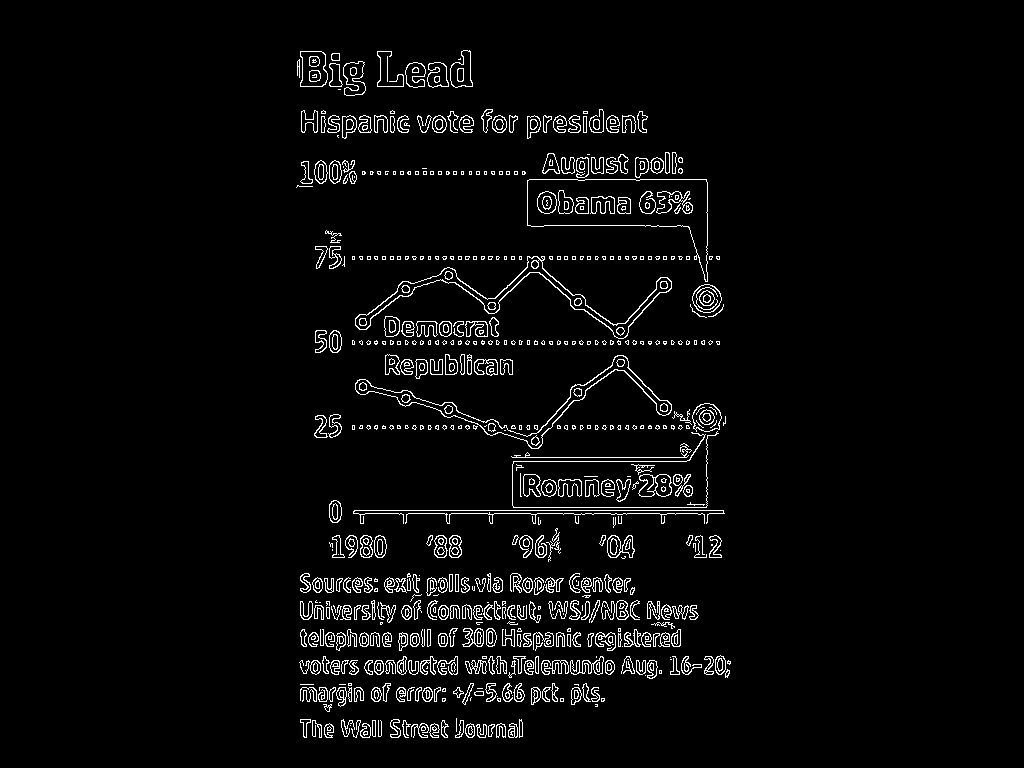 Big Lead
Hispanic vote for president
100%
August poll:
Obama 63%
75
Democrat
50
Republican
25
Romney 28%
0
1980 '88 '96 '04 '12
Sources: exit polls via Roper Center,
University of Connecticut; WSJ/NBC News
telephone poll of 300 Hispanic registered
voters conducted with Telemundo Aug. 16–20;
margin of error: +/–5.66 pct. pts.
The Wall Street Journal